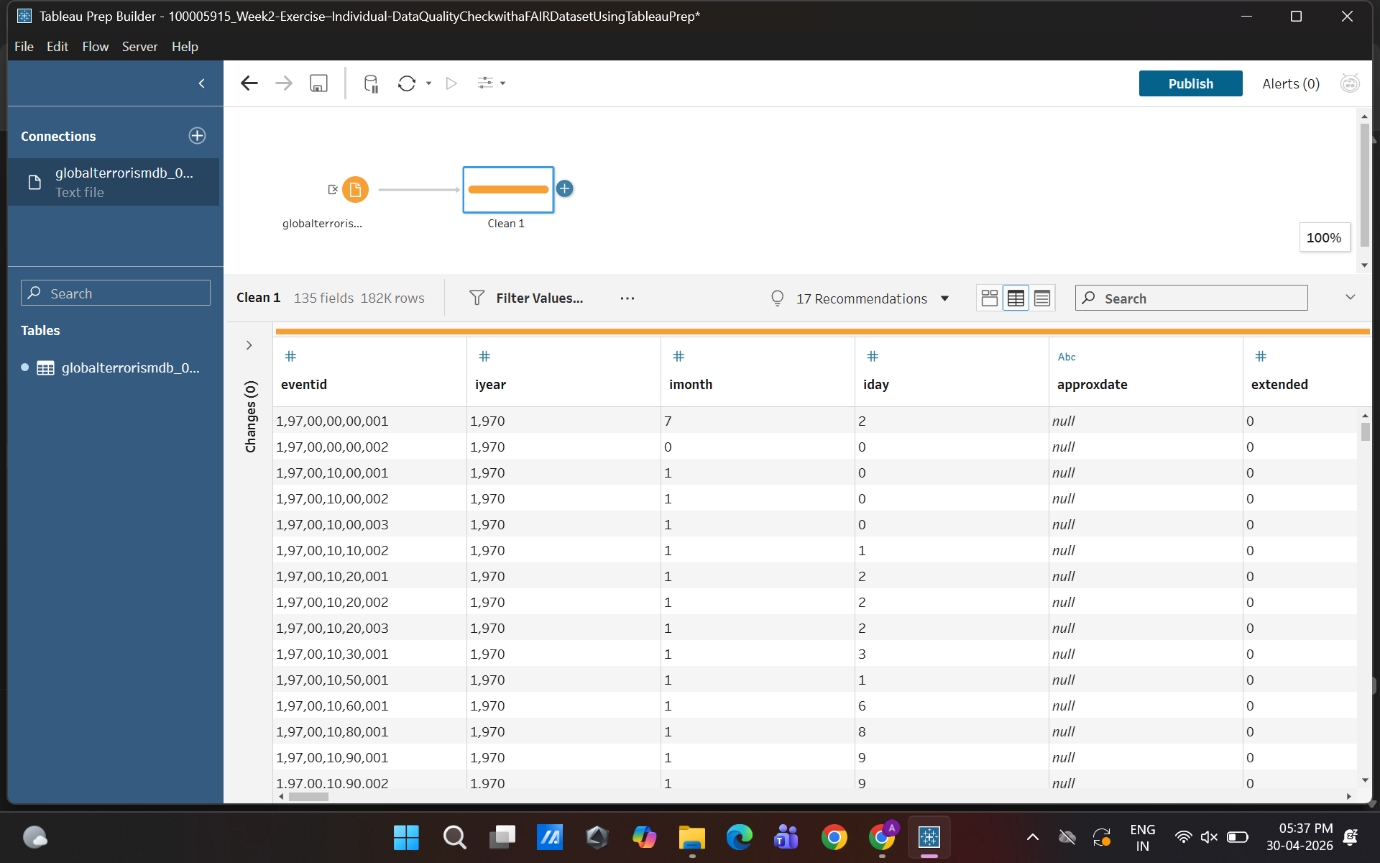 Tableau Prep Builder - 100005915_Week2-Exercise–Individual-DataQualityCheckwithaFAIRDatasetUsingTableauPrep*
File Edit Flow Server Help
Publish Alerts (0)
Connections
globalterrorismdb_0...
Text file
globalterroris...
Clean 1
100%
Search
Clean 1 135 fields 182K rows Filter Values... ... 17 Recommendations Search
Tables
globalterrorismdb_0...
Changes (0)
# # # # Abc #
eventid iyear imonth iday approxdate extended
1,97,00,00,00,001 1,970 7 2 null 0
1,97,00,00,00,002 1,970 0 0 null 0
1,97,00,10,00,001 1,970 1 0 null 0
1,97,00,10,00,002 1,970 1 0 null 0
1,97,00,10,00,003 1,970 1 0 null 0
1,97,00,10,10,002 1,970 1 1 null 0
1,97,00,10,20,001 1,970 1 2 null 0
1,97,00,10,20,002 1,970 1 2 null 0
1,97,00,10,20,003 1,970 1 2 null 0
1,97,00,10,30,001 1,970 1 3 null 0
1,97,00,10,50,001 1,970 1 1 null 0
1,97,00,10,60,001 1,970 1 6 null 0
1,97,00,10,80,001 1,970 1 8 null 0
1,97,00,10,90,001 1,970 1 9 null 0
1,97,00,10,90,002 1,970 1 9 null 0
ENG
IN
05:37 PM
30-04-2026